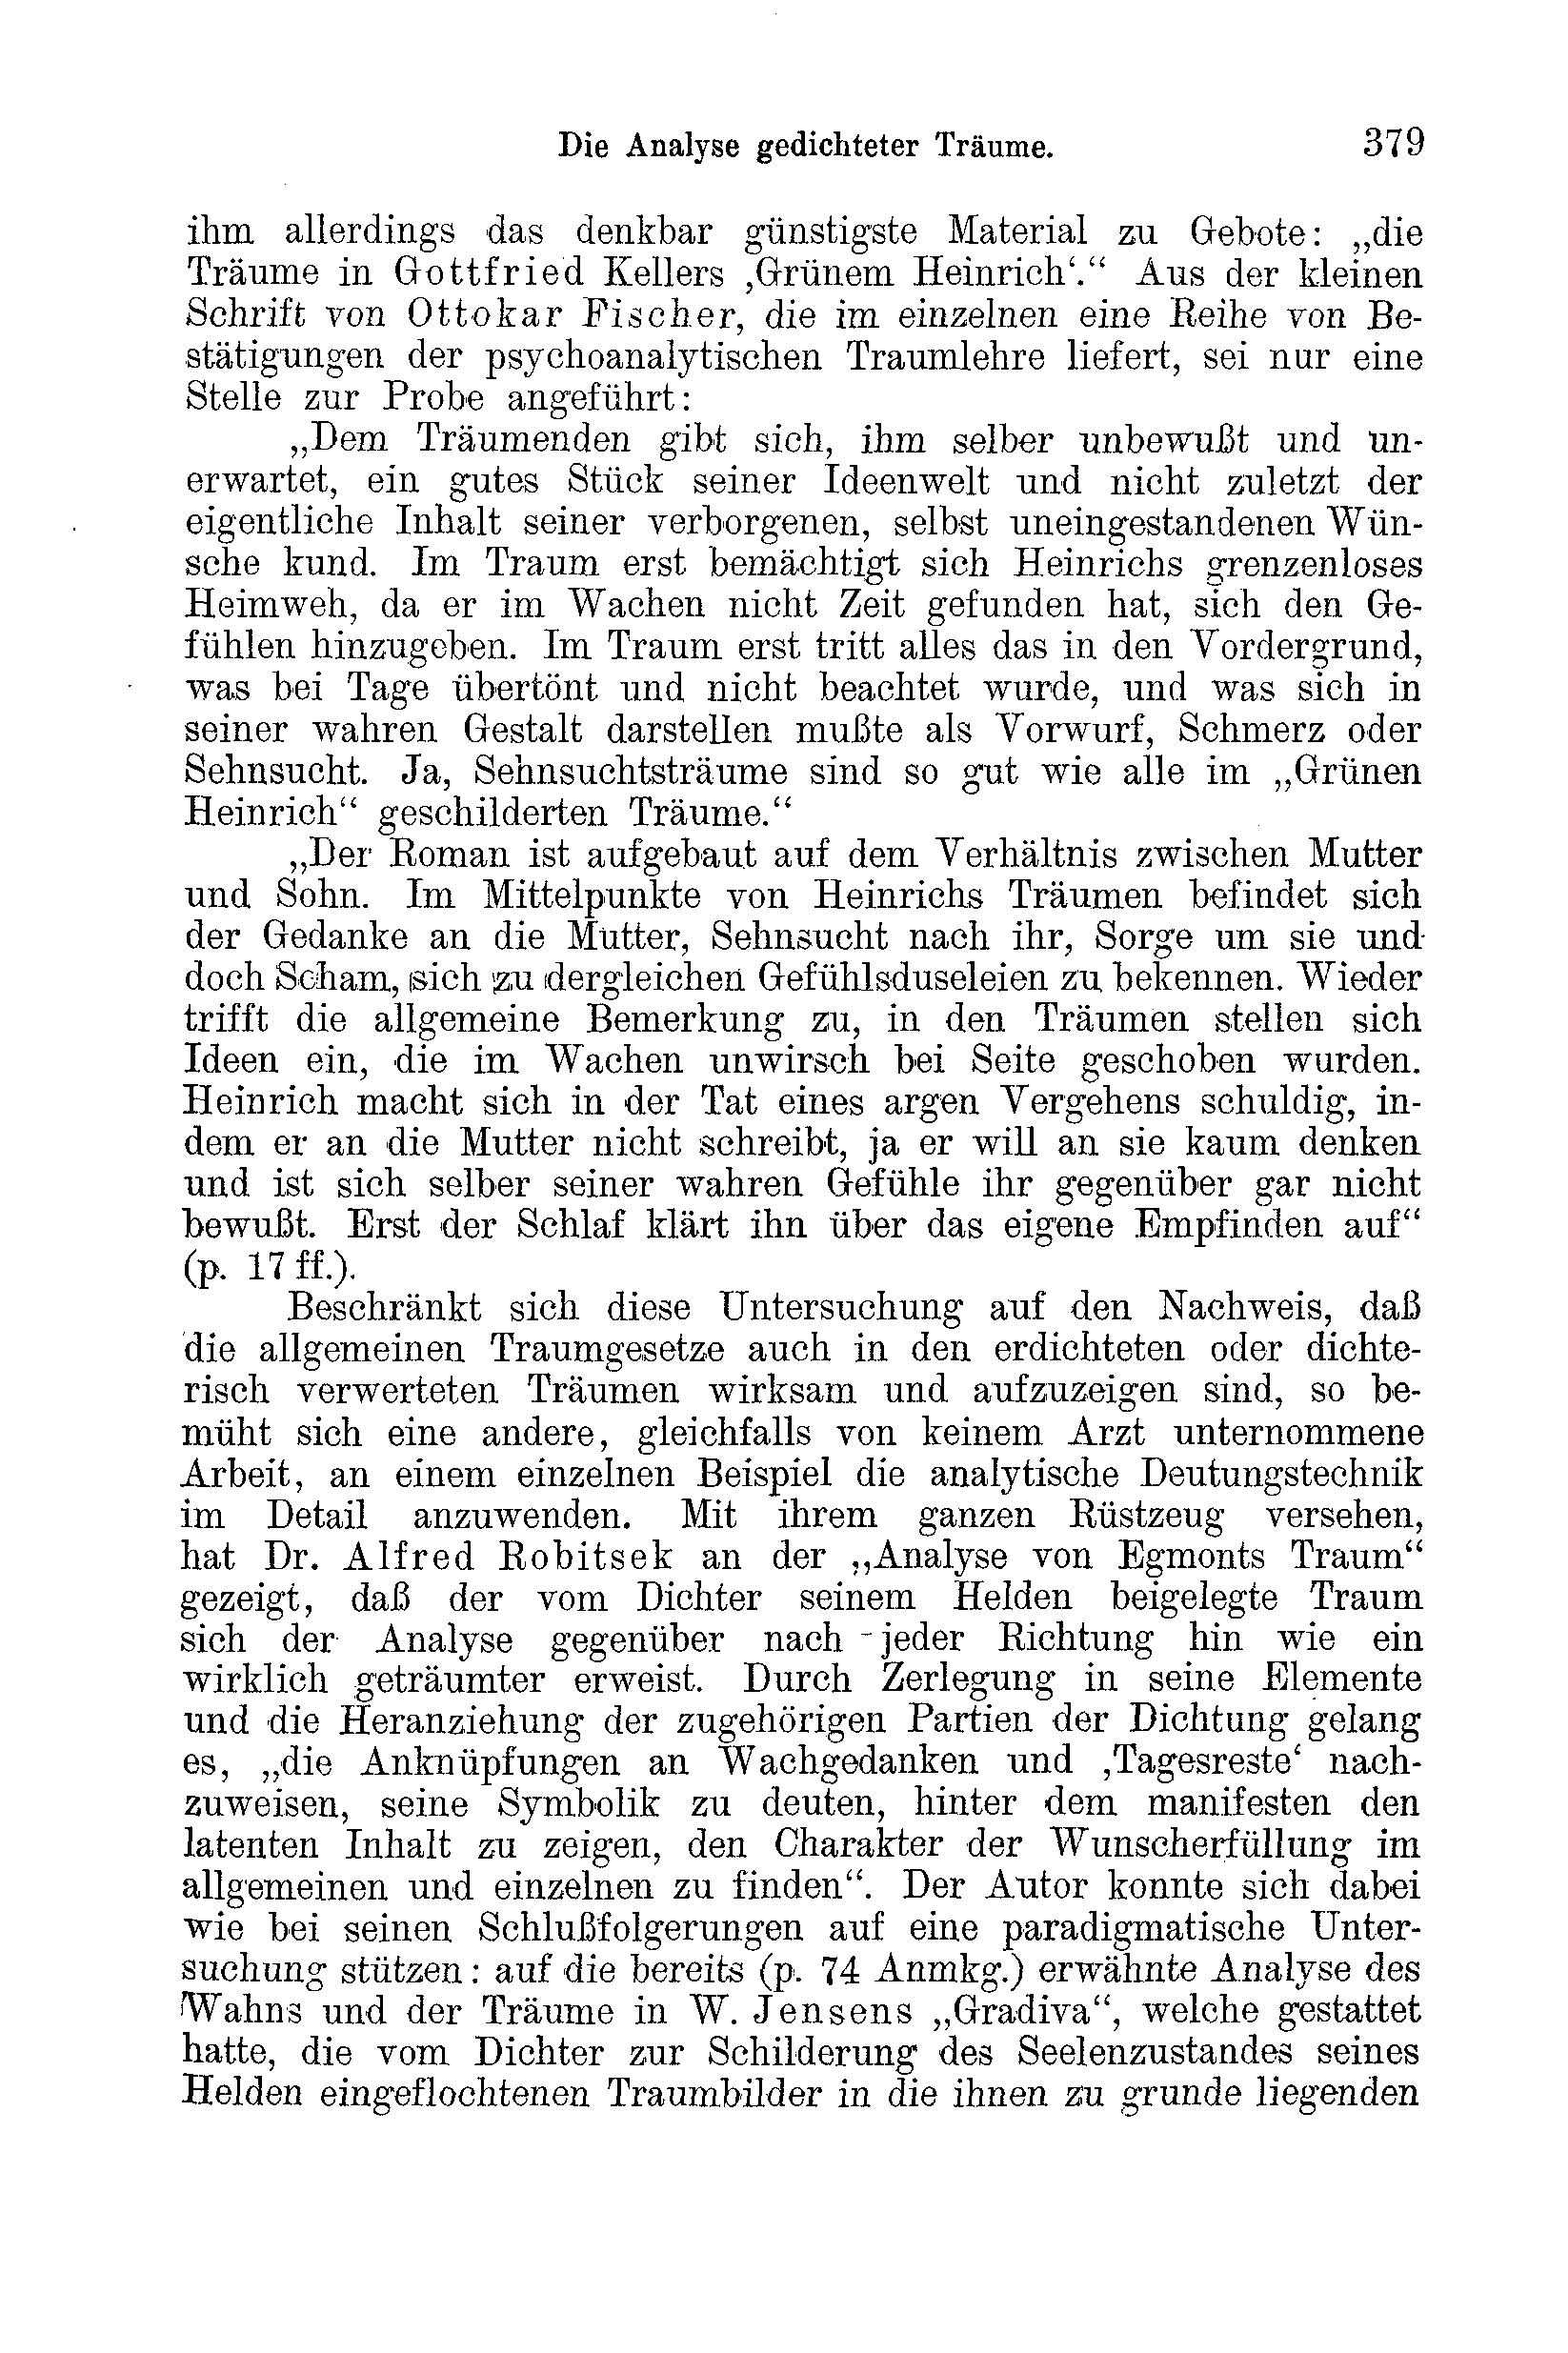 Die Analyse gedichteter Träume. 379
ihm allerdings das denkbar günstigste Material zu Gebote: „die
Träume in Gottfried Kellers ‚Grünem Heinrich‘.“ Aus der kleinen
Schrift von Ottokar Fischer, die im einzelnen eine Reihe von Be-
stätigungen der psychoanalytischen Traumlehre liefert, sei nur eine
Stelle zur Probe angeführt:
„Dem Träumenden gibt sich, ihm selber unbewußt und un-
erwartet, ein gutes Stück seiner Ideenwelt und nicht zuletzt der
eigentliche Inhalt seiner verborgenen, selbst uneingestandenen Wün-
sche kund. Im Traum erst bemächtigt sich Heinrichs grenzenloses
Heimweh, da er im Wachen nicht Zeit gefunden hat, sich den Ge-
fühlen hinzugeben. Im Traum erst tritt alles das in den Vordergrund,
was bei Tage übertönt und nicht beachtet wurde, und was sich in
seiner wahren Gestalt darstellen mußte als Vorwurf, Schmerz oder
Sehnsucht. Ja, Sehnsuchtsträume sind so gut wie alle im „Grünen
Heinrich“ geschilderten Träume.“
„Der Roman ist aufgebaut auf dem Verhältnis zwischen Mutter
und Sohn. Im Mittelpunkte von Heinrichs Träumen befindet sich
der Gedanke an die Mutter, Sehnsucht nach ihr, Sorge um sie und
doch Scham, sich zu dergleichen Gefühlsduseleien zu bekennen. Wieder
trifft die allgemeine Bemerkung zu, in den Träumen stellen sich
Ideen ein, die im Wachen unwirsch bei Seite geschoben wurden.
Heinrich macht sich in der Tat eines argen Vergehens schuldig, in-
dem er an die Mutter nicht schreibt, ja er will an sie kaum denken
und ist sich selber seiner wahren Gefühle ihr gegenüber gar nicht
bewußt. Erst der Schlaf klärt ihn über das eigene Empfinden auf“
(p. 17 ff.).
Beschränkt sich diese Untersuchung auf den Nachweis, daß
die allgemeinen Traumgesetze auch in den erdichteten oder dichte-
risch verwerteten Träumen wirksam und aufzuzeigen sind, so be-
müht sich eine andere, gleichfalls von keinem Arzt unternommene
Arbeit, an einem einzelnen Beispiel die analytische Deutungstechnik
im Detail anzuwenden. Mit ihrem ganzen Rüstzeug versehen,
hat Dr. Alfred Robitsek an der „Analyse von Egmonts Traum“
gezeigt, daß der vom Dichter seinem Helden beigelegte Traum
sich der Analyse gegenüber nach jeder Richtung hin wie ein
wirklich geträumter erweist. Durch Zerlegung in seine Elemente
und die Heranziehung der zugehörigen Partien der Dichtung gelang
es, „die Anknüpfungen an Wachgedanken und ‚Tagesreste‘ nach-
zuweisen, seine Symbolik zu deuten, hinter dem manifesten den
latenten Inhalt zu zeigen, den Charakter der Wunscherfüllung im
allgemeinen und einzelnen zu finden“. Der Autor konnte sich dabei
wie bei seinen Schlußfolgerungen auf eine paradigmatische Unter-
suchung stützen: auf die bereits (p. 74 Anmkg.) erwähnte Analyse des
Wahns und der Träume in W. Jensens „Gradiva“, welche gestattet
hatte, die vom Dichter zur Schilderung des Seelenzustandes seines
Helden eingeflochtenen Traumbilder in die ihnen zu grunde liegenden